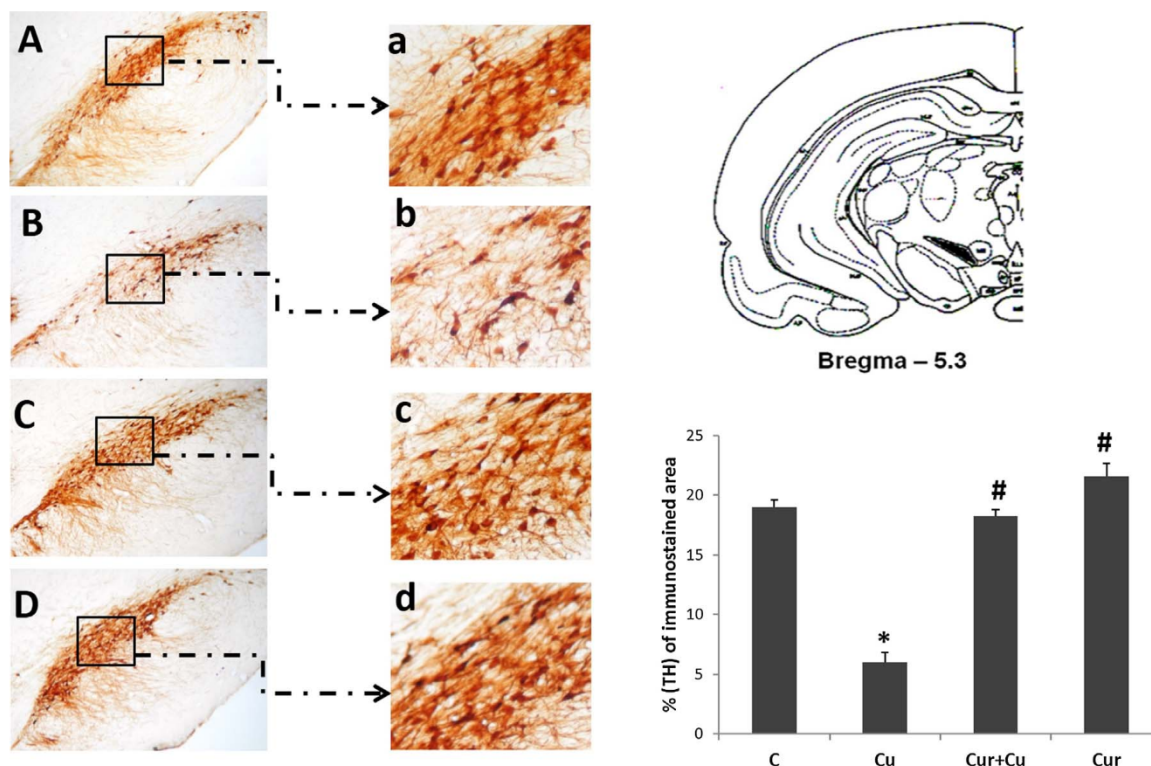 A
a
B
b
C
c
D
d
Bregma – 5.3
% (TH) of immunostained area
25
20
15
10
5
0
*
#
#
C
Cu
Cur+Cu
Cur